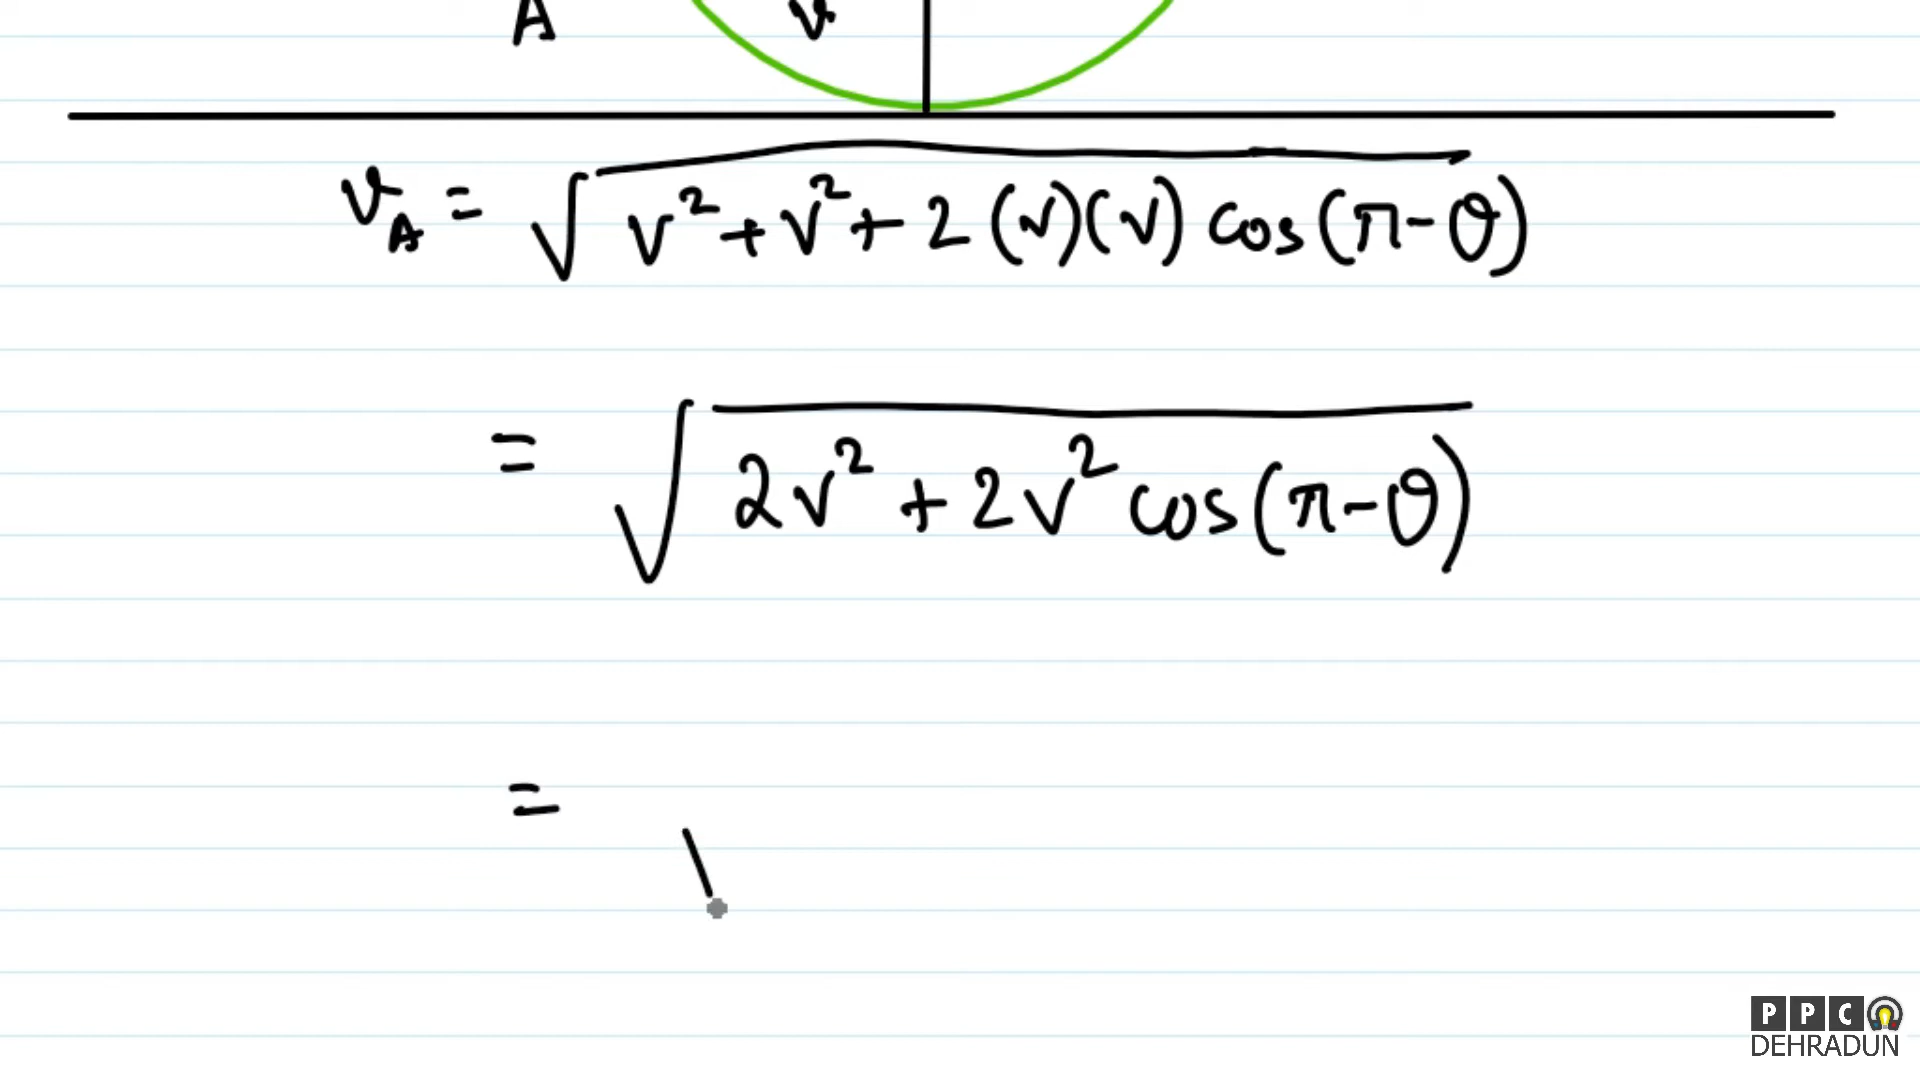 A v
v_A = √(v² + v² + 2 (v)(v) cos(π-θ))
= √(2v² + 2v² cos(π-θ))
=
PPC
DEHRADUN